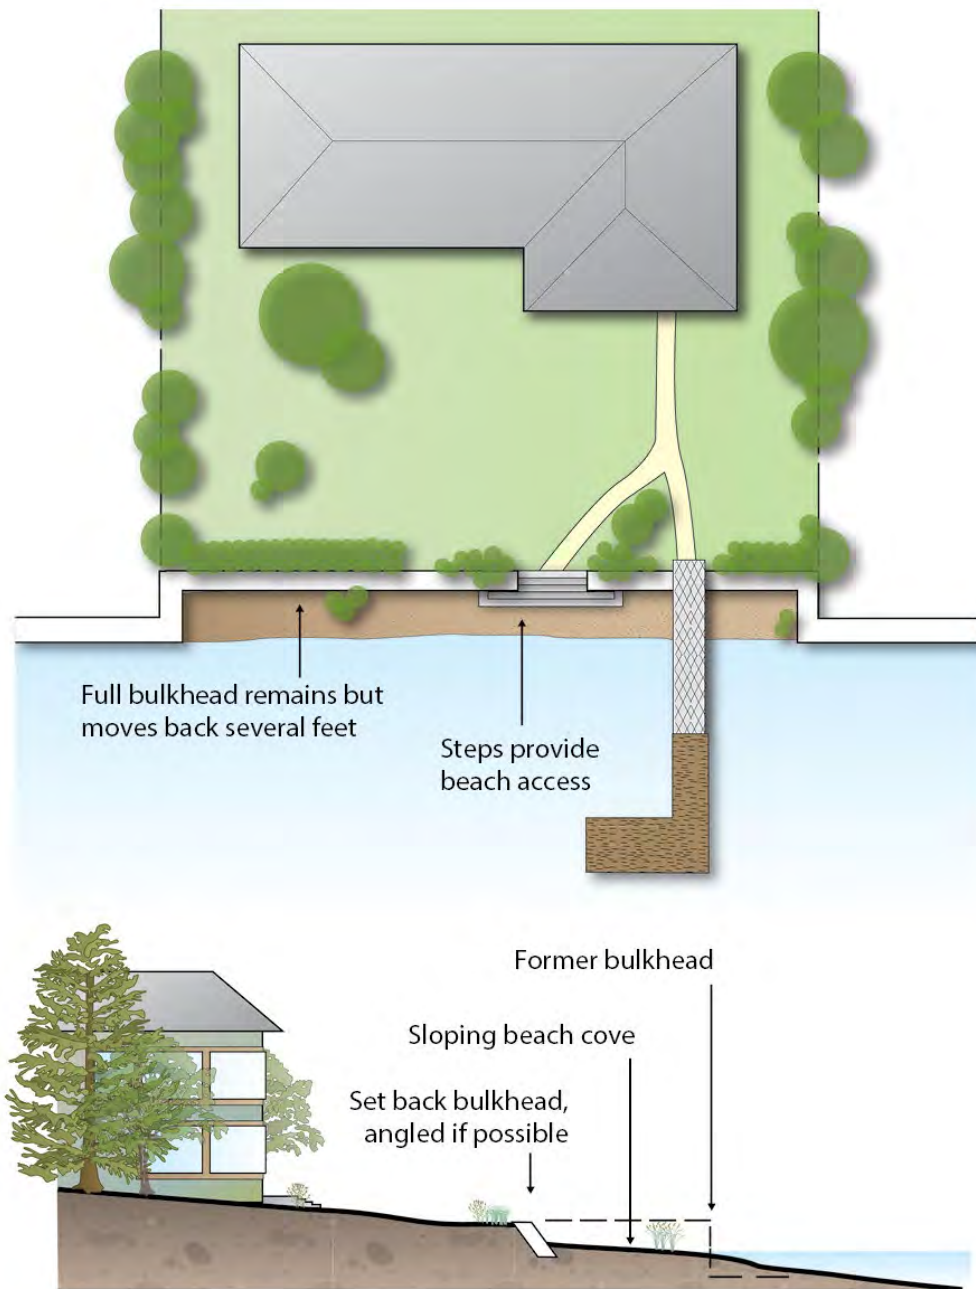 Full bulkhead remains but
moves back several feet
Steps provide
beach access
Former bulkhead
Sloping beach cove
Set back bulkhead,
angled if possible